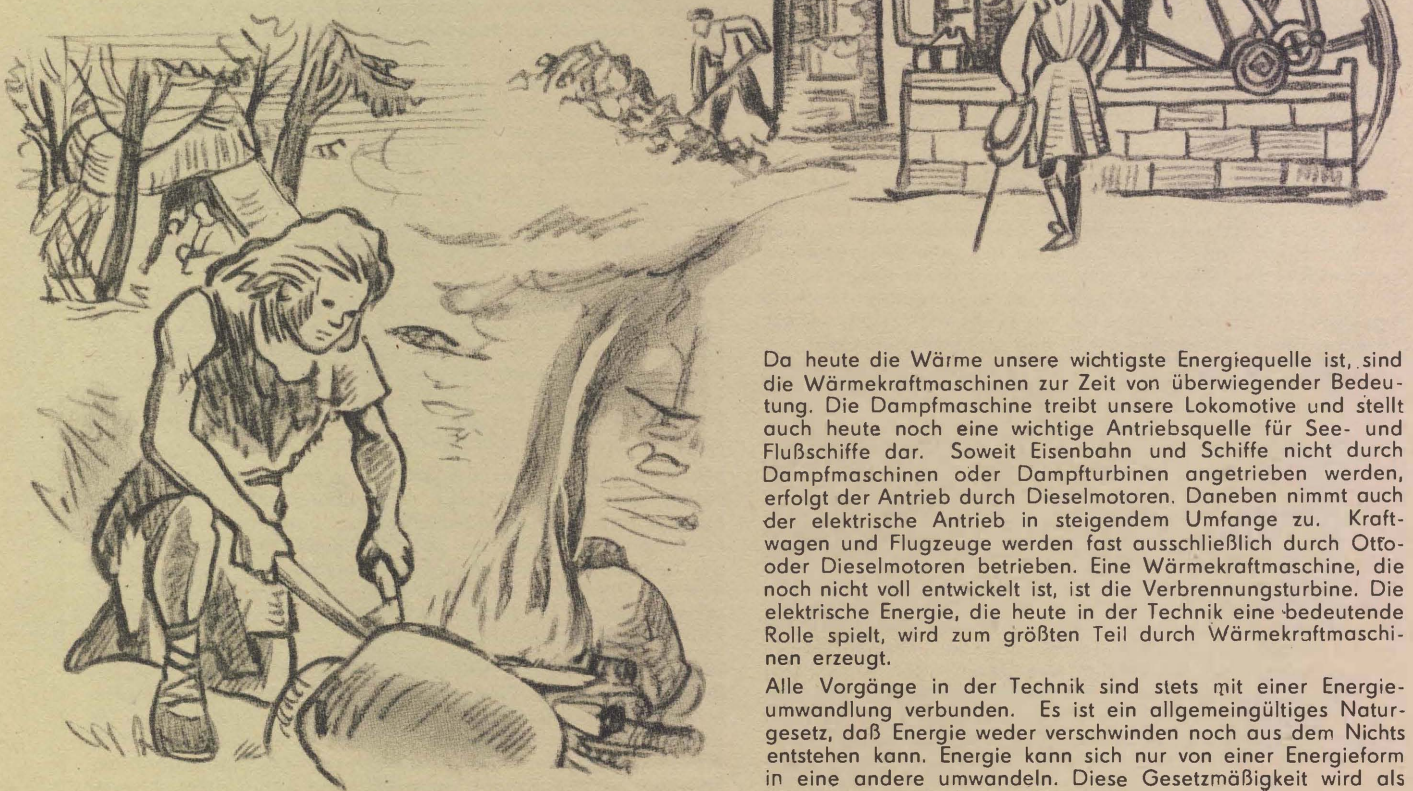 Da heute die Wärme unsere wichtigste Energiequelle ist, sind
die Wärmekraftmaschinen zur Zeit von überwiegender Bedeu-
tung. Die Dampfmaschine treibt unsere Lokomotive und stellt
auch heute noch eine wichtige Antriebsquelle für See- und
Flußschiffe dar. Soweit Eisenbahn und Schiffe nicht durch
Dampfmaschinen oder Dampfturbinen angetrieben werden,
erfolgt der Antrieb durch Dieselmotoren. Daneben nimmt auch
der elektrische Antrieb in steigendem Umfange zu. Kraft-
wagen und Flugzeuge werden fast ausschließlich durch Otto-
oder Dieselmotoren betrieben. Eine Wärmekraftmaschine, die
noch nicht voll entwickelt ist, ist die Verbrennungsturbine. Die
elektrische Energie, die heute in der Technik eine bedeutende
Rolle spielt, wird zum größten Teil durch Wärmekraftmaschi-
nen erzeugt.
Alle Vorgänge in der Technik sind stets mit einer Energie-
umwandlung verbunden. Es ist ein allgemeingültiges Natur-
gesetz, daß Energie weder verschwinden noch aus dem Nichts
entstehen kann. Energie kann sich nur von einer Energieform
in eine andere umwandeln. Diese Gesetzmäßigkeit wird als